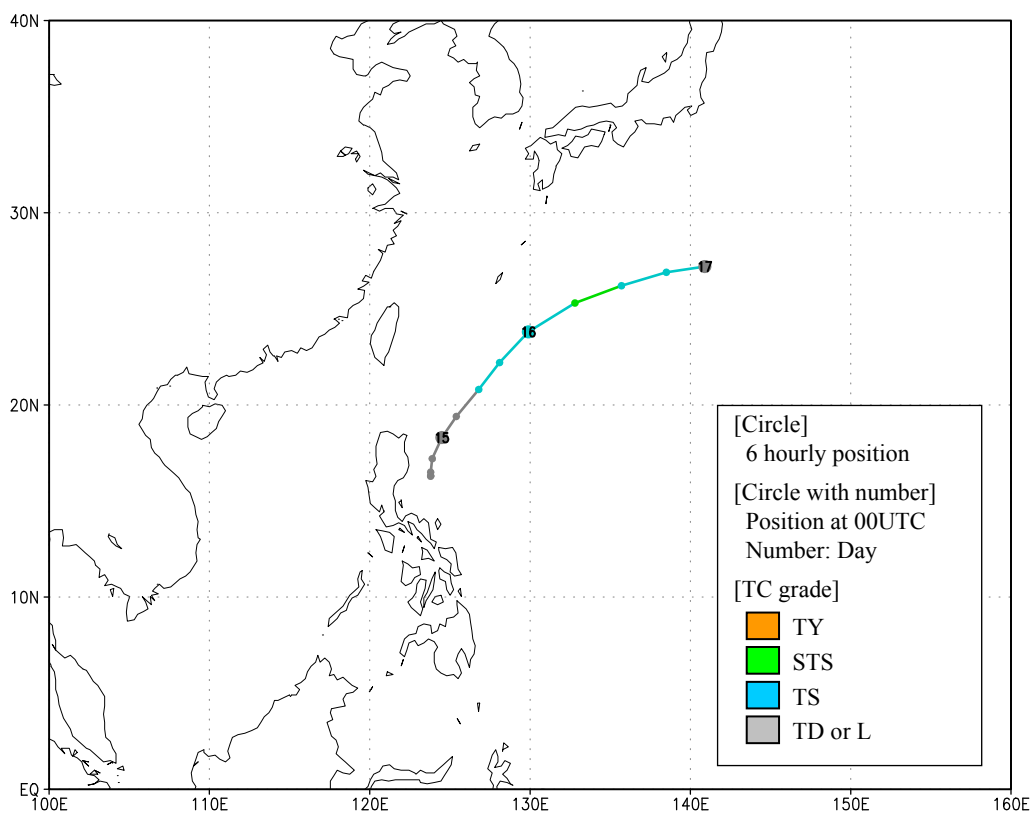 40N
30N
20N
10N
EQ
100E 110E 120E 130E 140E 150E 160E
17
16
15
[Circle]
6 hourly position
[Circle with number]
Position at 00UTC
Number: Day
[TC grade]
TY
STS
TS
TD or L